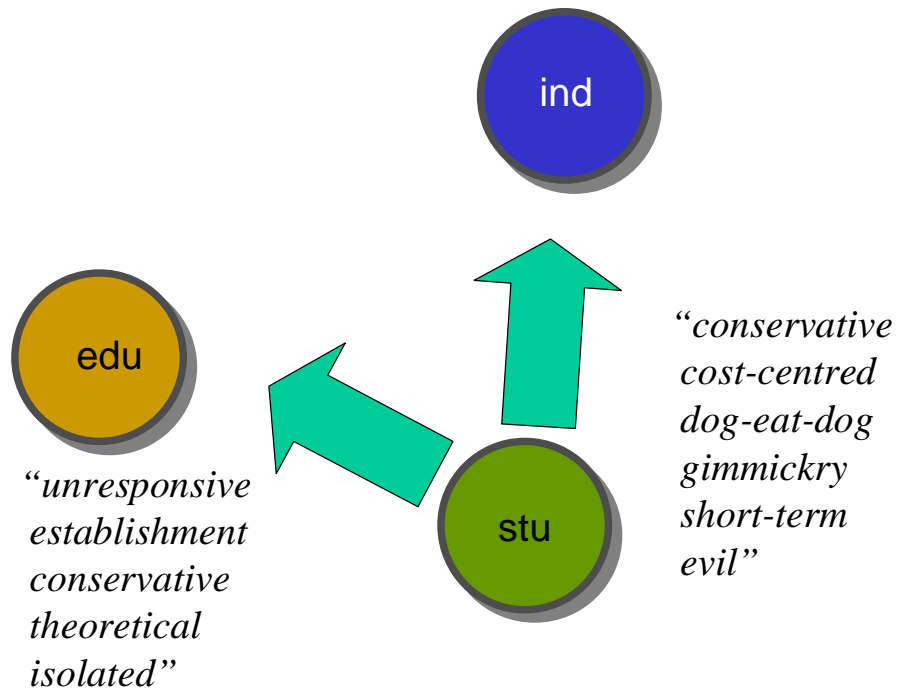 ind
edu
stu
“conservative
cost-centred
dog-eat-dog
gimmickry
short-term
evil”
“unresponsive
establishment
conservative
theoretical
isolated”